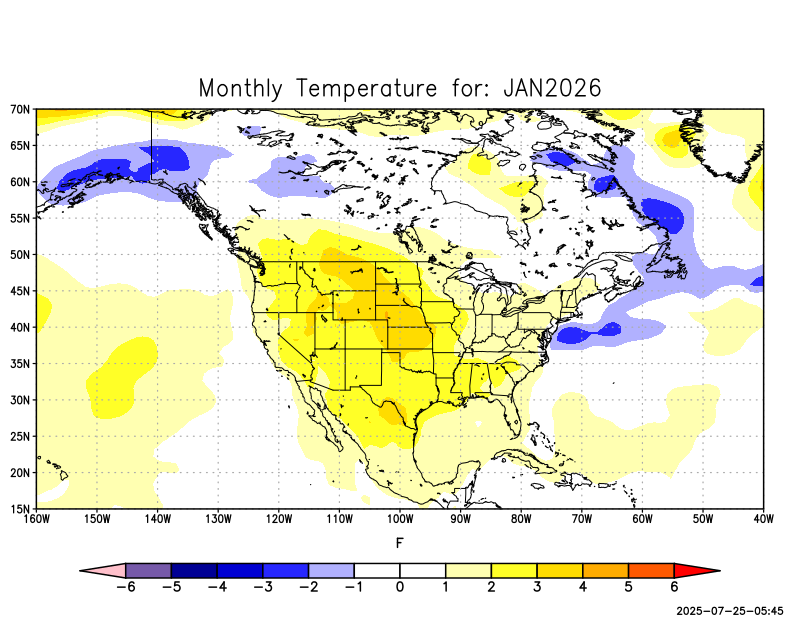 Monthly Temperature for: JAN2026
70N
65N
60N
55N
50N
45N
40N
35N
30N
25N
20N
15N
160W 150W 140W 130W 120W 110W 100W 90W 80W 70W 60W 50W 40W
F
-6 -5 -4 -3 -2 -1 0 1 2 3 4 5 6
2025-07-25-05:45